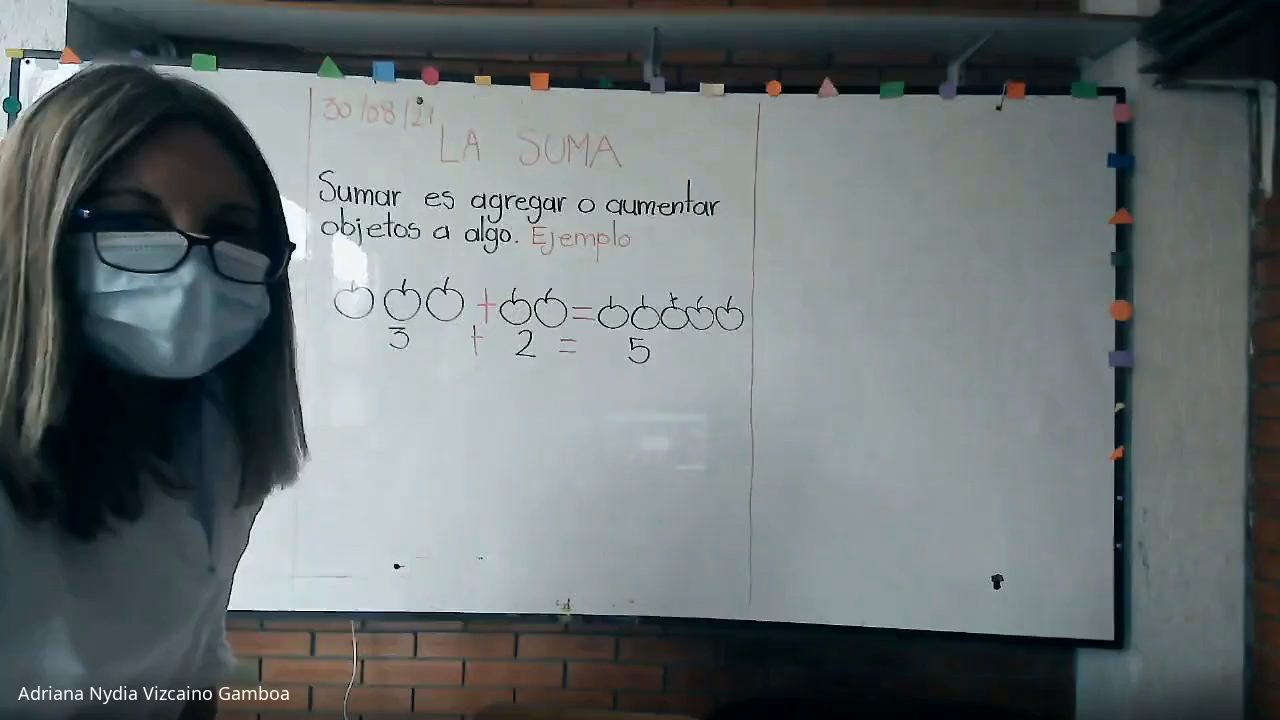 30/08/21
LA SUMA
Sumar es agregar o aumentar
objetos a algo. Ejemplo
+ =
3 + 2 = 5
Adriana Nydia Vizcaino Gamboa